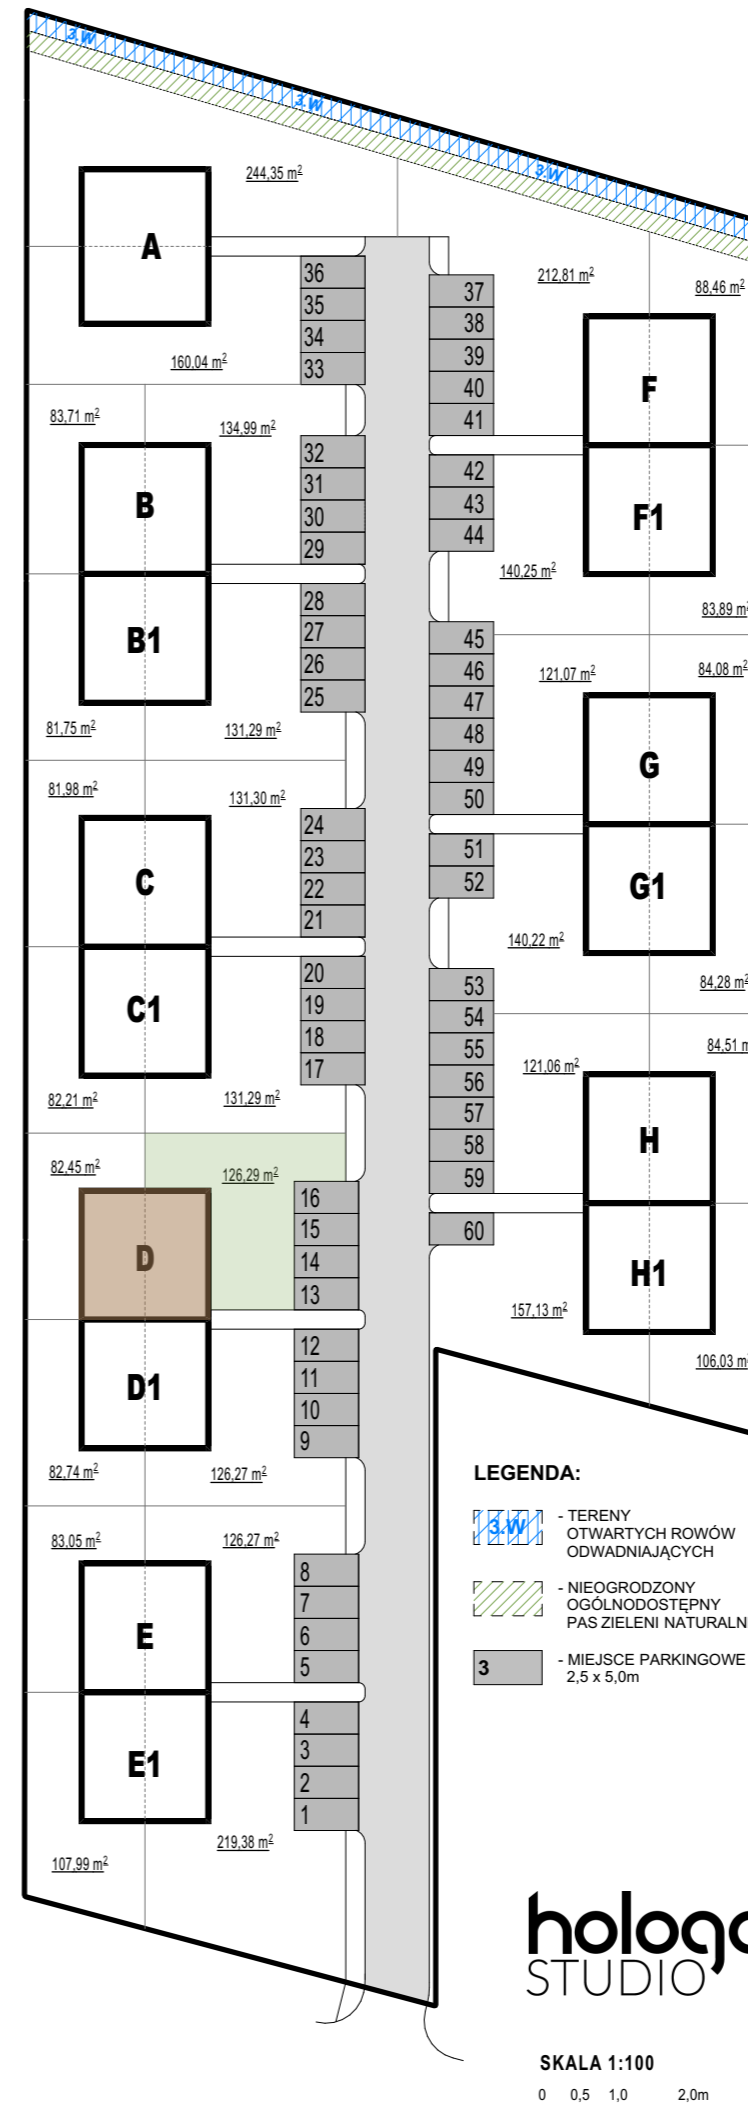 3.W
3.W
3.W
244,35 m²
A
36
35
34
33
160,04 m²
212,81 m²
88,46 m²
37
38
39
40
41
F
83,71 m²
134,99 m²
B
32
31
30
29
42
43
44
F1
140,25 m²
83,89 m²
B1
28
27
26
25
81,75 m²
131,29 m²
45
46
47
48
49
50
121,07 m²
84,08 m²
G
81,98 m²
131,30 m²
C
24
23
22
21
51
52
G1
140,22 m²
84,28 m²
C1
20
19
18
17
82,21 m²
131,29 m²
53
54
55
56
57
58
59
121,06 m²
84,51 m
H
82,45 m²
126,29 m²
D
16
15
14
13
60
H1
157,13 m²
106,03 m²
D1
12
11
10
9
82,74 m²
126,27 m²
83,05 m²
126,27 m²
E
8
7
6
5
E1
4
3
2
1
219,38 m²
107,99 m²
LEGENDA:
3.W
- TERENY
OTWARTYCH ROWÓW
ODWADNIAJĄCYCH
- NIEOGRODZONY
OGÓLNODOSTĘPNY
PAS ZIELENI NATURALN
3
- MIEJSCE PARKINGOWE
2,5 x 5,0m
STUDIO
SKALA 1:100
0 0,5 1,0 2,0m